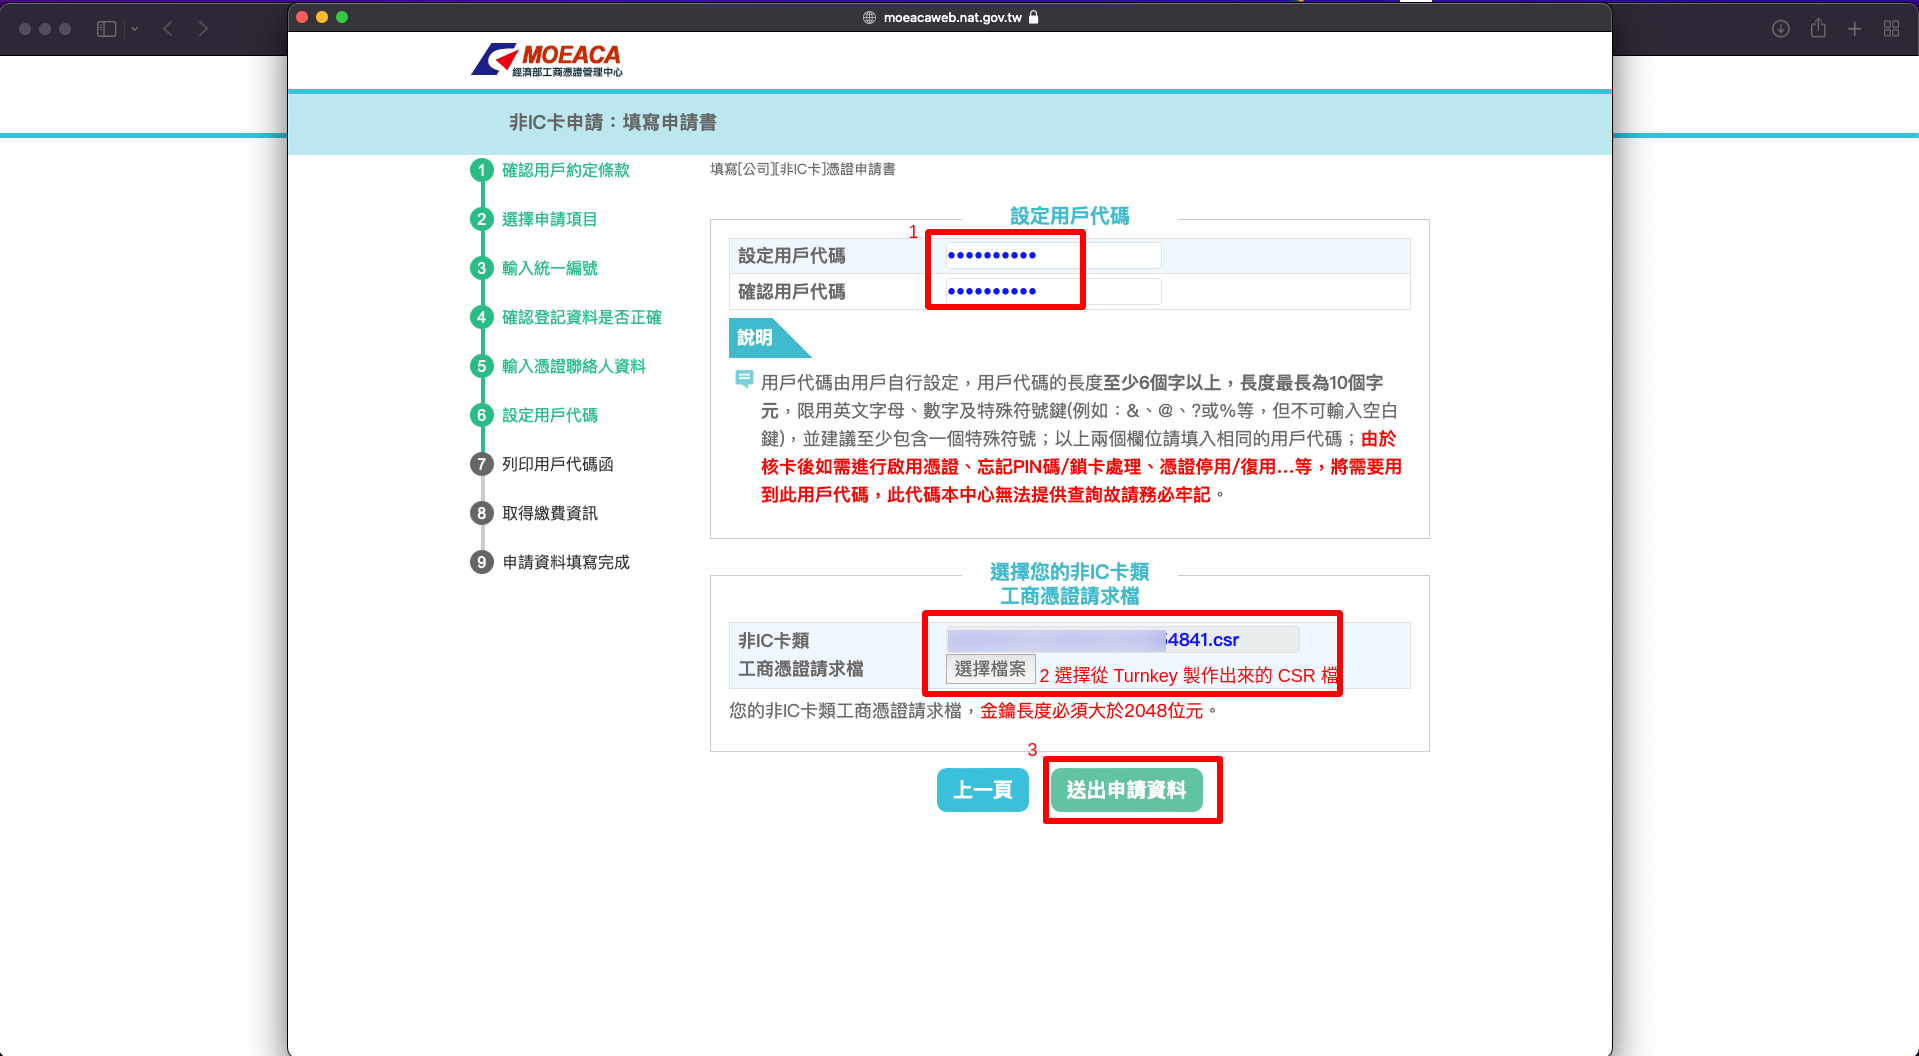 moeacaweb.nat.gov.tw
MOEACA
經濟部工商憑證管理中心
非IC卡申請：填寫申請書
1 確認用戶約定條款
2 選擇申請項目
3 輸入統一編號
4 確認登記資料是否正確
5 輸入憑證聯絡人資料
6 設定用戶代碼
7 列印用戶代碼函
8 取得繳費資訊
9 申請資料填寫完成
填寫[公司][非IC卡]憑證申請書
設定用戶代碼
1
設定用戶代碼 ••••••••••
確認用戶代碼 ••••••••••
說明
用戶代碼由用戶自行設定，用戶代碼的長度至少6個字以上，長度最長為10個字
元，限用英文字母、數字及特殊符號鍵(例如：&、@、?或%等，但不可輸入空白
鍵)，並建議至少包含一個特殊符號；以上兩個欄位請填入相同的用戶代碼；由於
核卡後如需進行啟用憑證、忘記PIN碼/鎖卡處理、憑證停用/復用...等，將需要用
到此用戶代碼，此代碼本中心無法提供查詢故請務必牢記。
選擇您的非IC卡類
工商憑證請求檔
非IC卡類
工商憑證請求檔
4841.csr
選擇檔案 2 選擇從 Turnkey 製作出來的 CSR 檔
您的非IC卡類工商憑證請求檔，金鑰長度必須大於2048位元。
3
上一頁 送出申請資料